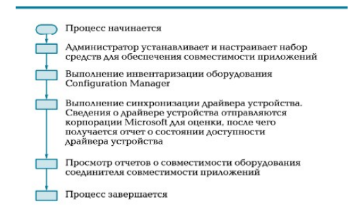 Процесс начинается
Администратор устанавливает и настраивает набор
средств для обеспечения совместимости приложений
Выполнение инвентаризации оборудования
Configuration Manager
Выполнение синхронизации драйвера устройства.
Сведения о драйвере устройства отправляются
корпорации Microsoft для оценки, после чего
получается отчет о состоянии доступности
драйвера устройства
Просмотр отчетов о совместимости оборудования
соединителя совместимости приложений
Процесс завершается